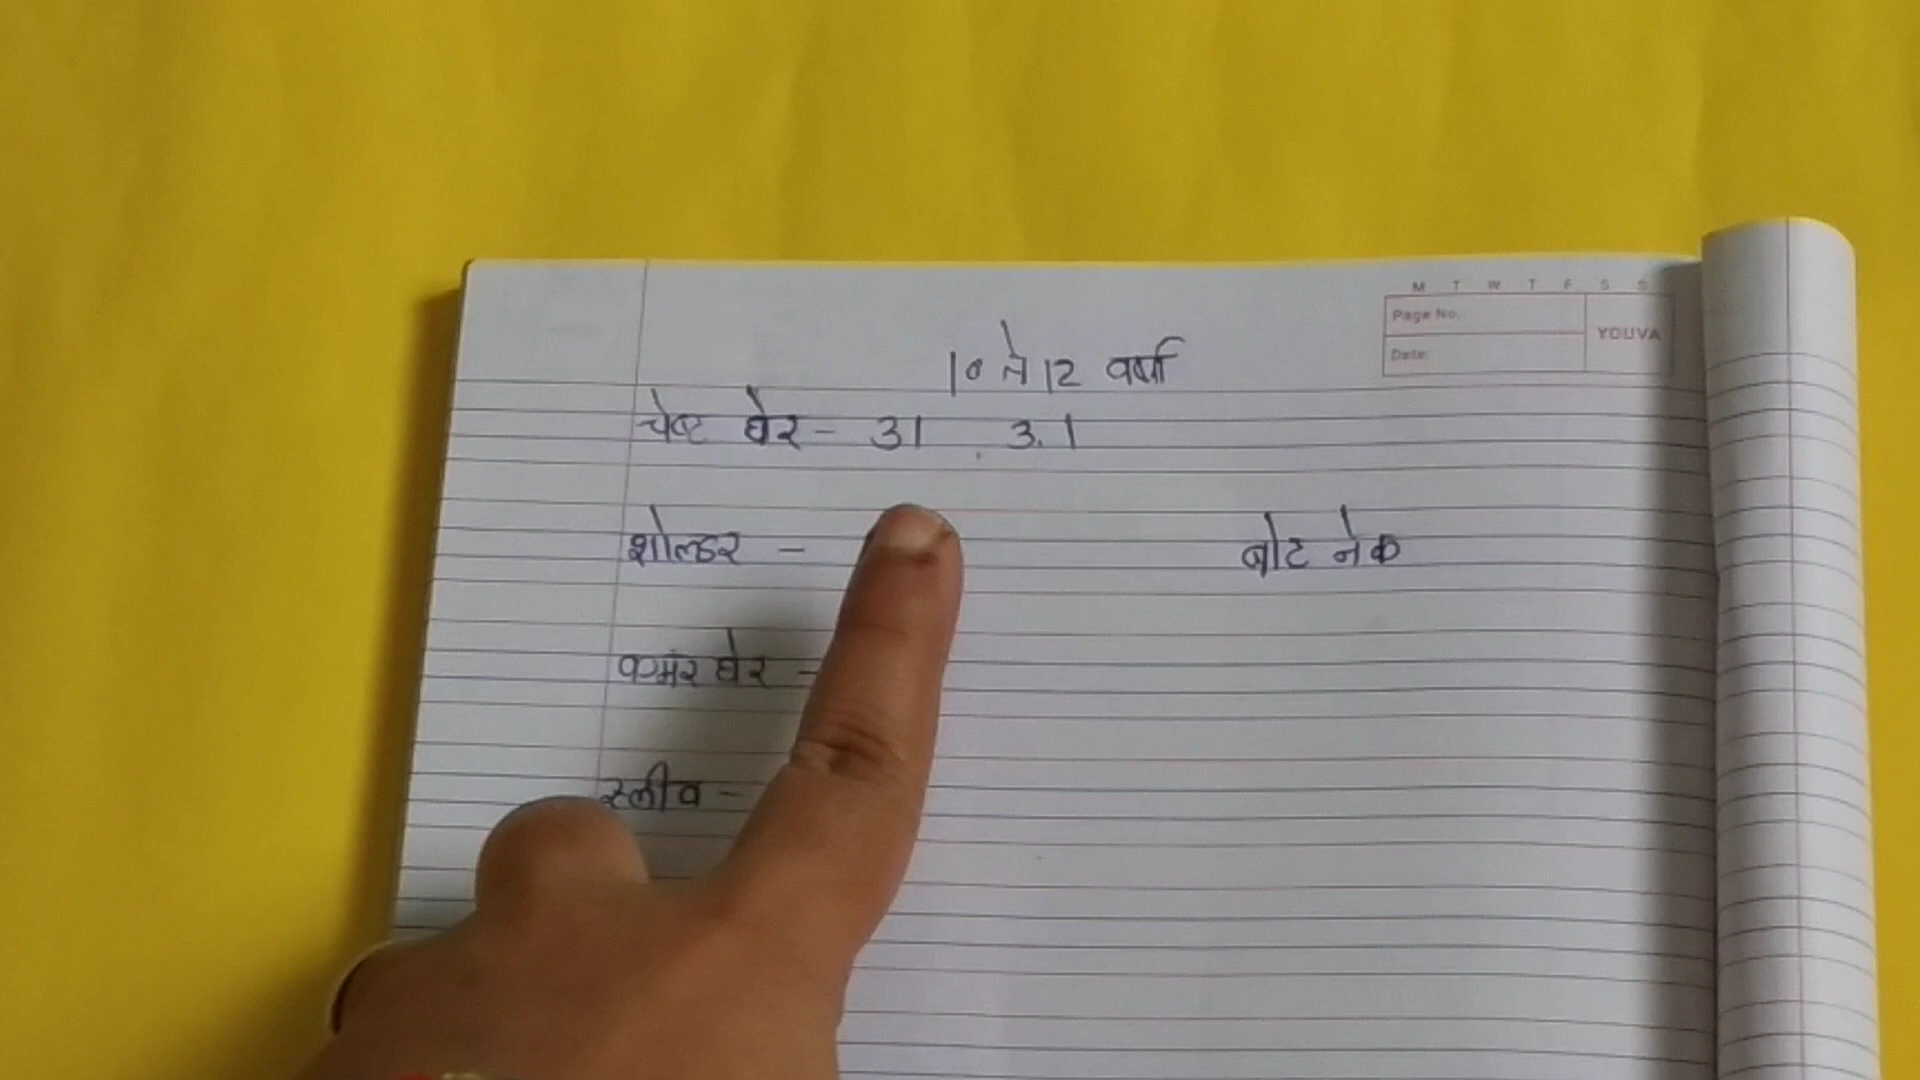 M T W T F S S
Page No.
YOUVA
Date:
10 ते 12 वर्षा
चेस्ट घेर - 31 . 3.1
शोल्डर -
बोट नेक
कमर घेर -
स्लीव -